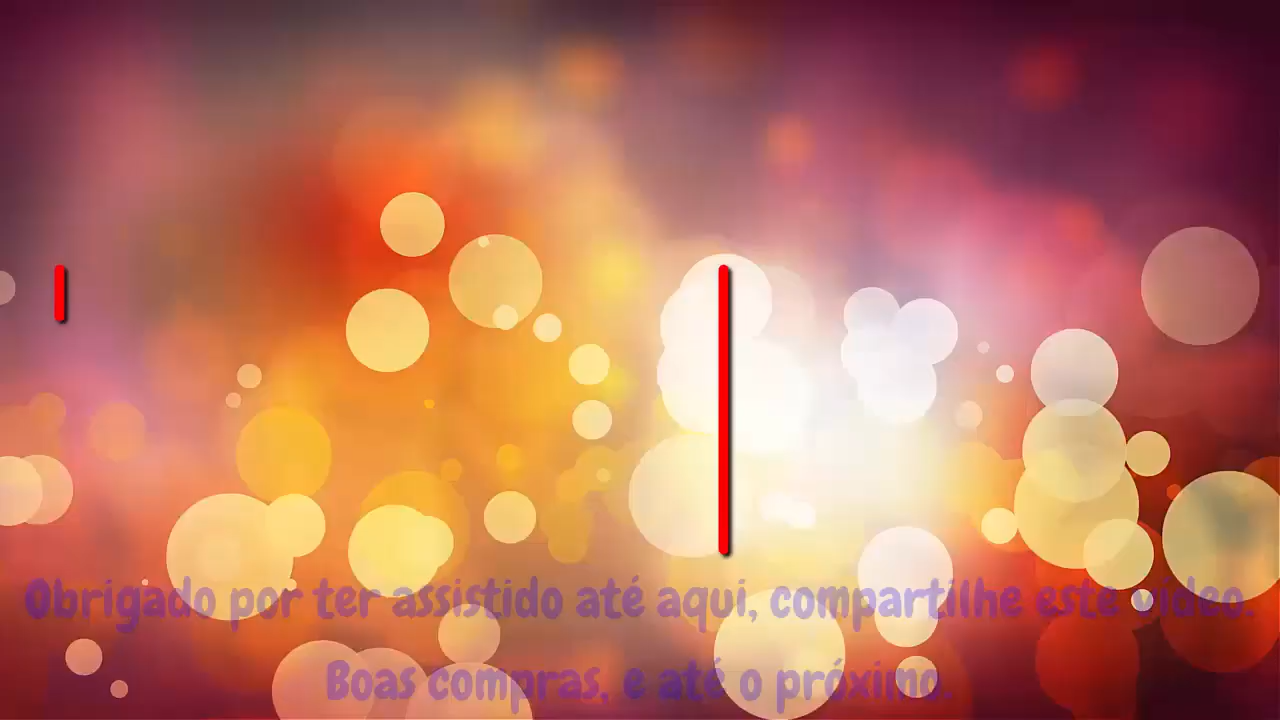 Obrigado por ter assistido até aqui, compartilhe este vídeo.
Boas compras, e até o próximo.